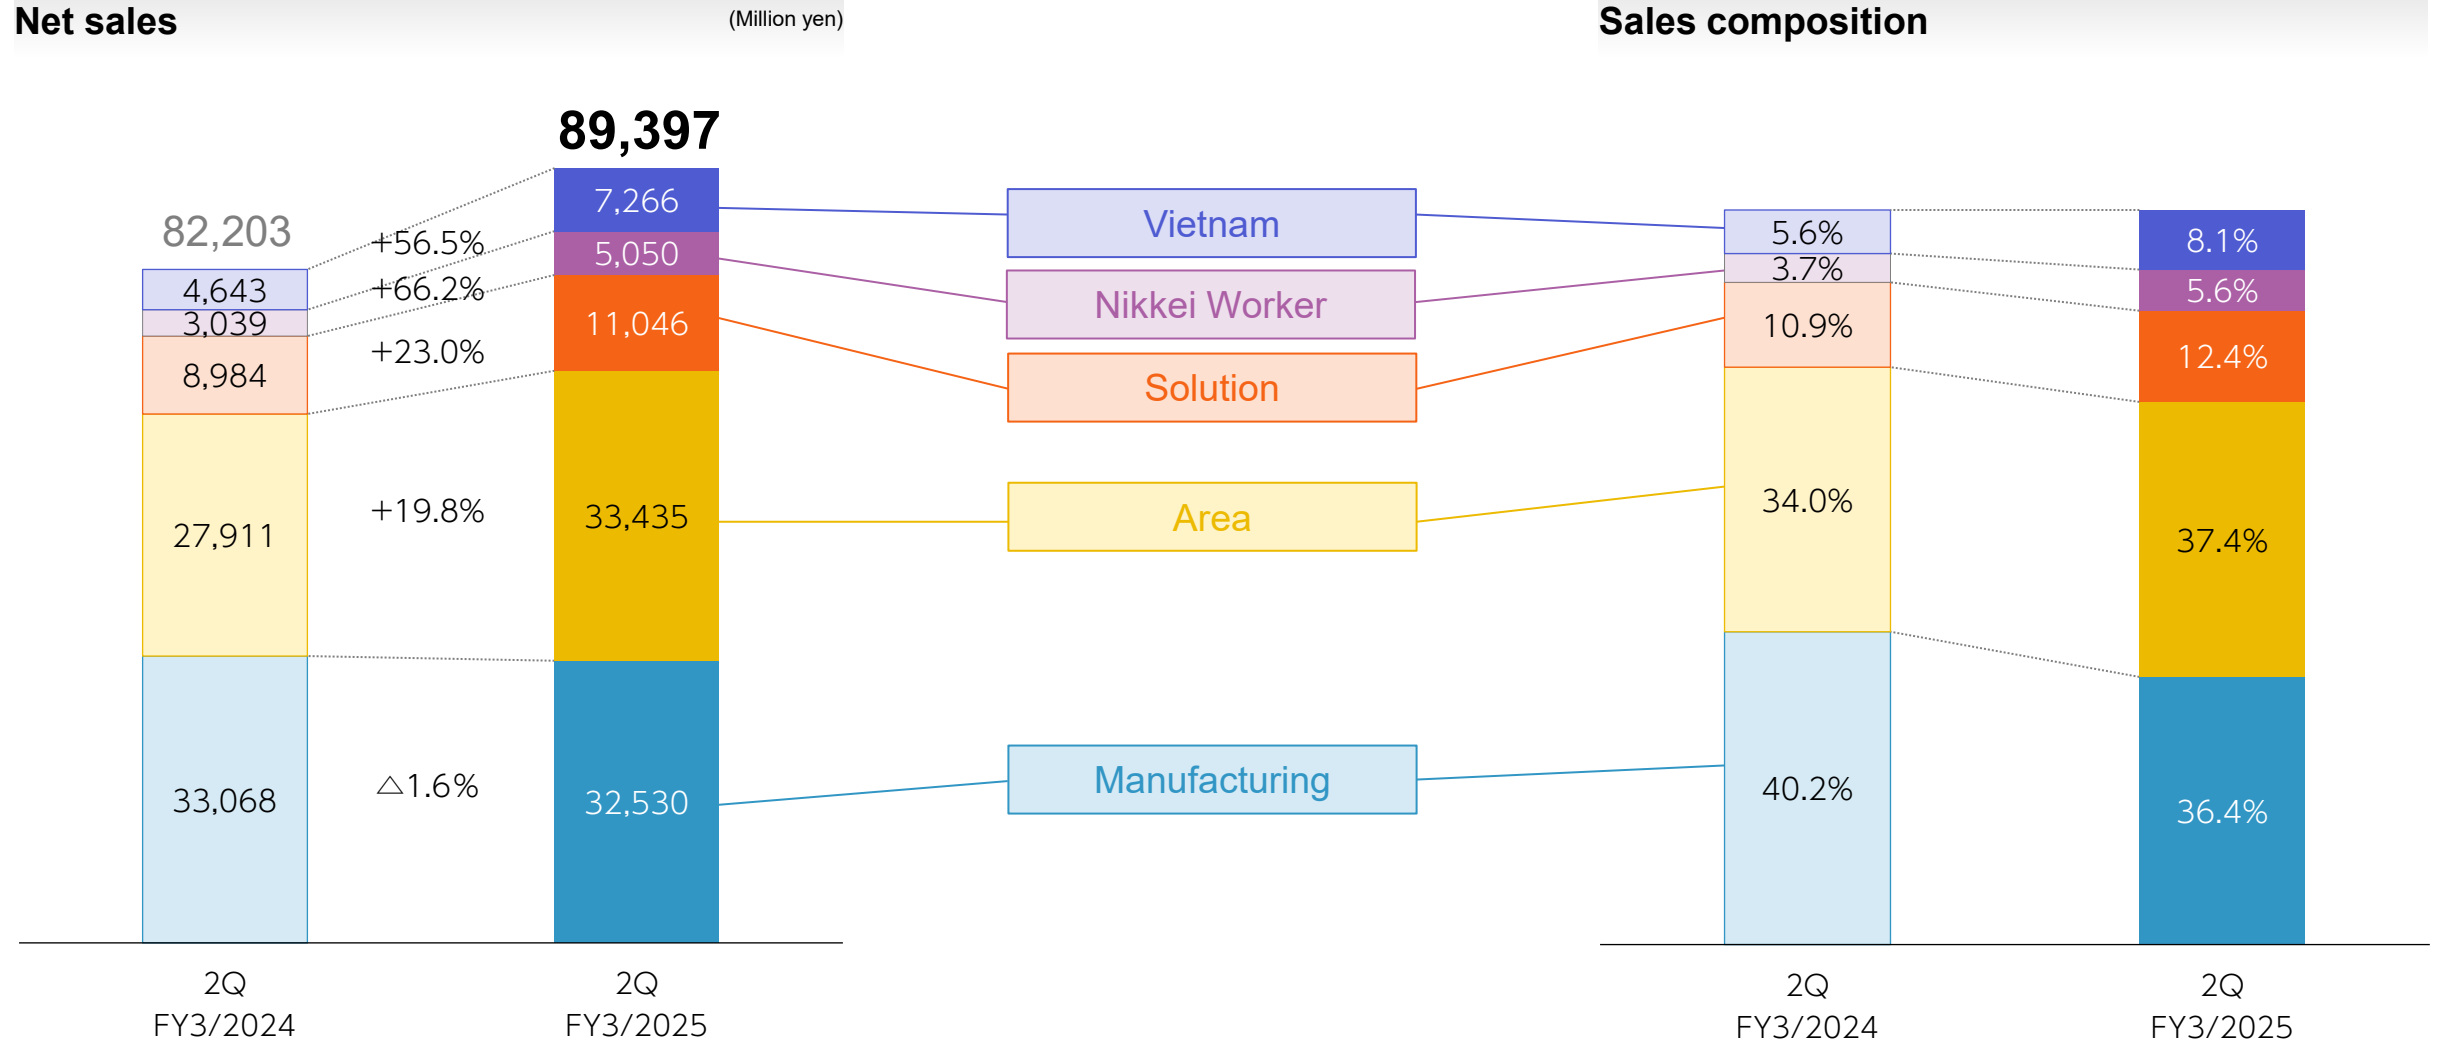 Net sales
(Million yen)
Sales composition
89,397
82,203
7,266
5,050
11,046
33,435
32,530
4,643
3,039
8,984
27,911
33,068
+56.5%
+66.2%
+23.0%
+19.8%
△1.6%
2Q
FY3/2024
2Q
FY3/2025
Vietnam
Nikkei Worker
Solution
Area
Manufacturing
5.6%
3.7%
10.9%
34.0%
40.2%
8.1%
5.6%
12.4%
37.4%
36.4%
2Q
FY3/2024
2Q
FY3/2025